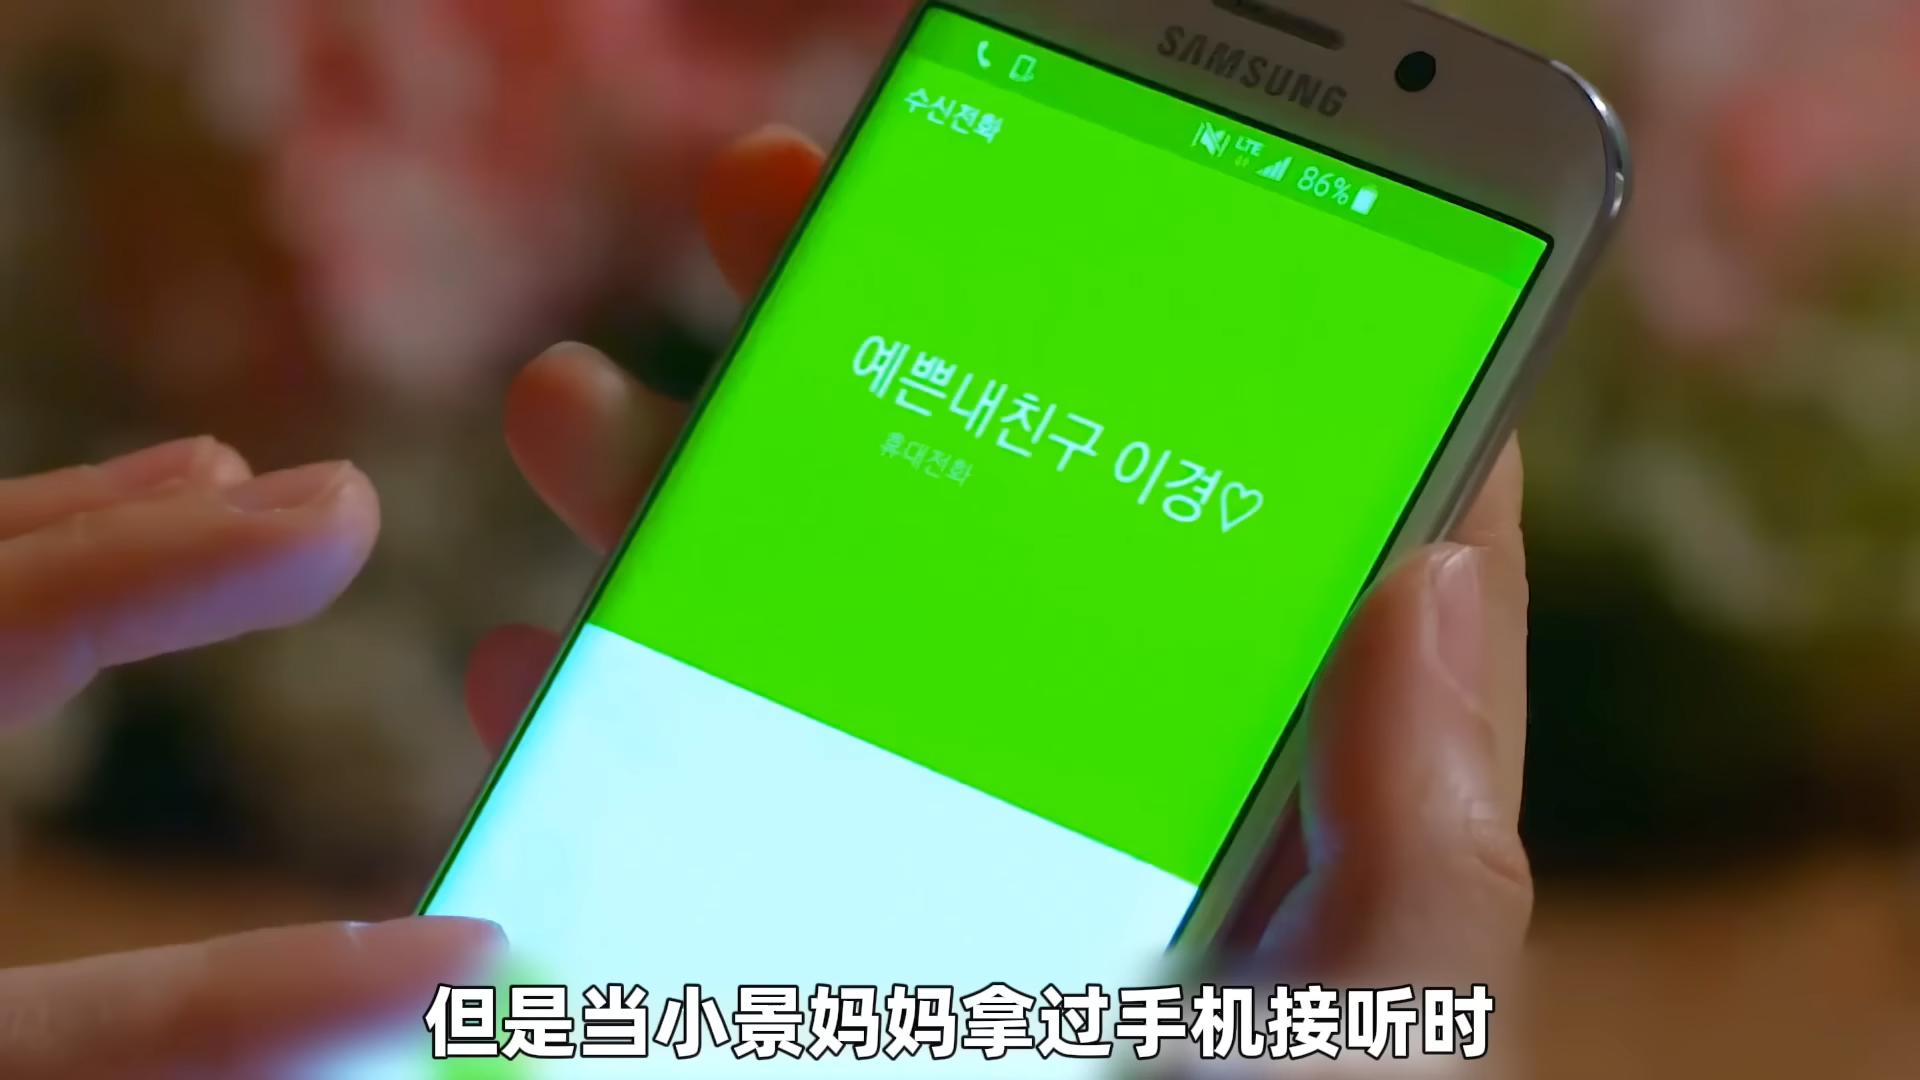 SAMSUNG
LTE 86%
수신전화
예쁜내친구 이경♡
휴대전화
但是当小景妈妈拿过手机接听时